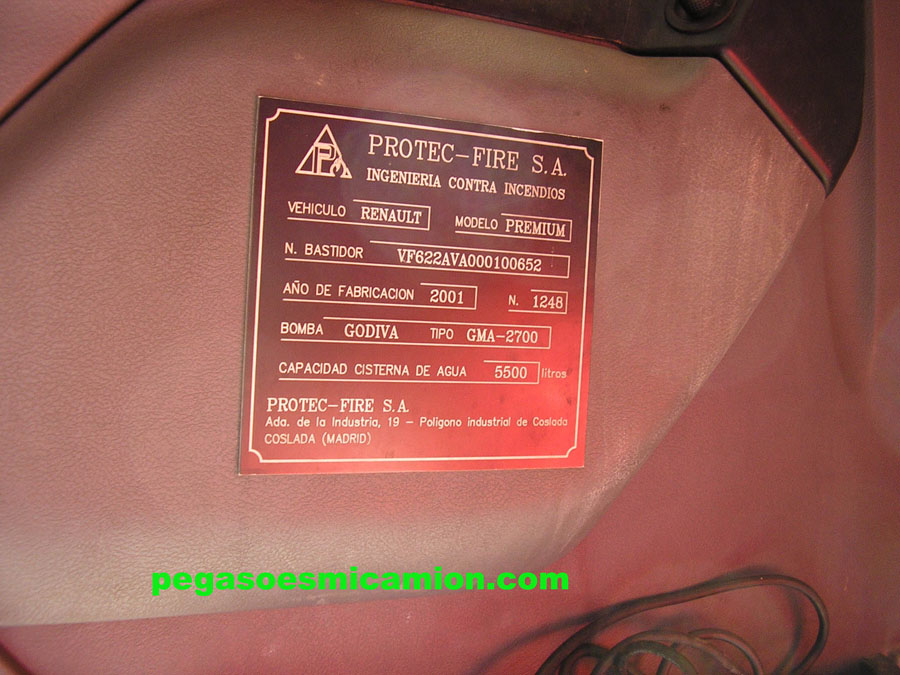 PROTEC-FIRE S.A.
INGENIERIA CONTRA INCENDIOS
VEHICULO RENAULT MODELO PREMIUM
N. BASTIDOR VF622AVA000100652
AÑO DE FABRICACION 2001 N. 1248
BOMBA GODIVA TIPO GMA-2700
CAPACIDAD CISTERNA DE AGUA 5500 litros
PROTEC-FIRE S.A.
Ada. de la Industria, 19 - Poligono industrial de Coslada
COSLADA (MADRID)
pegasoesmicamion.com